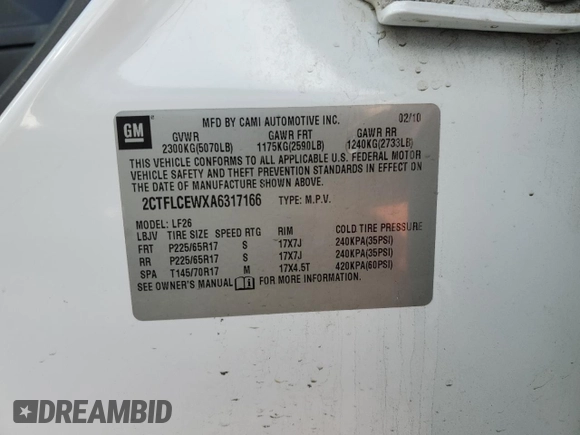 GM
MFD BY CAMI AUTOMOTIVE INC. 02/10
GVWR GAWR FRT GAWR RR
2300KG(5070LB) 1175KG(2590LB) 1240KG(2733LB)
THIS VEHICLE CONFORMS TO ALL APPLICABLE U.S. FEDERAL MOTOR
VEHICLE SAFETY AND THEFT PREVENTION STANDARDS IN EFFECT ON
THE DATE OF MANUFACTURE SHOWN ABOVE.
2CTFLCEWXA6317166 TYPE: M.P.V.
MODEL: LF26
LBJV TIRE SIZE SPEED RTG RIM COLD TIRE PRESSURE
FRT P225/65R17 S 17X7J 240KPA(35PSI)
RR P225/65R17 S 17X7J 240KPA(35PSI)
SPA T145/70R17 M 17X4.5T 420KPA(60PSI)
SEE OWNER'S MANUAL FOR MORE INFORMATION.
DREAMBID